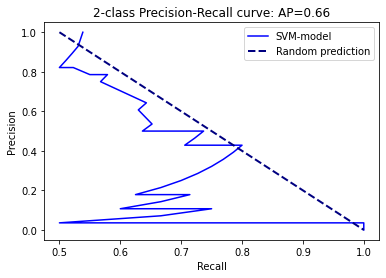 2-class Precision-Recall curve: AP=0.66
SVM-model
Random prediction
1.0
0.8
0.6
0.4
0.2
0.0
Precision
0.5 0.6 0.7 0.8 0.9 1.0
Recall